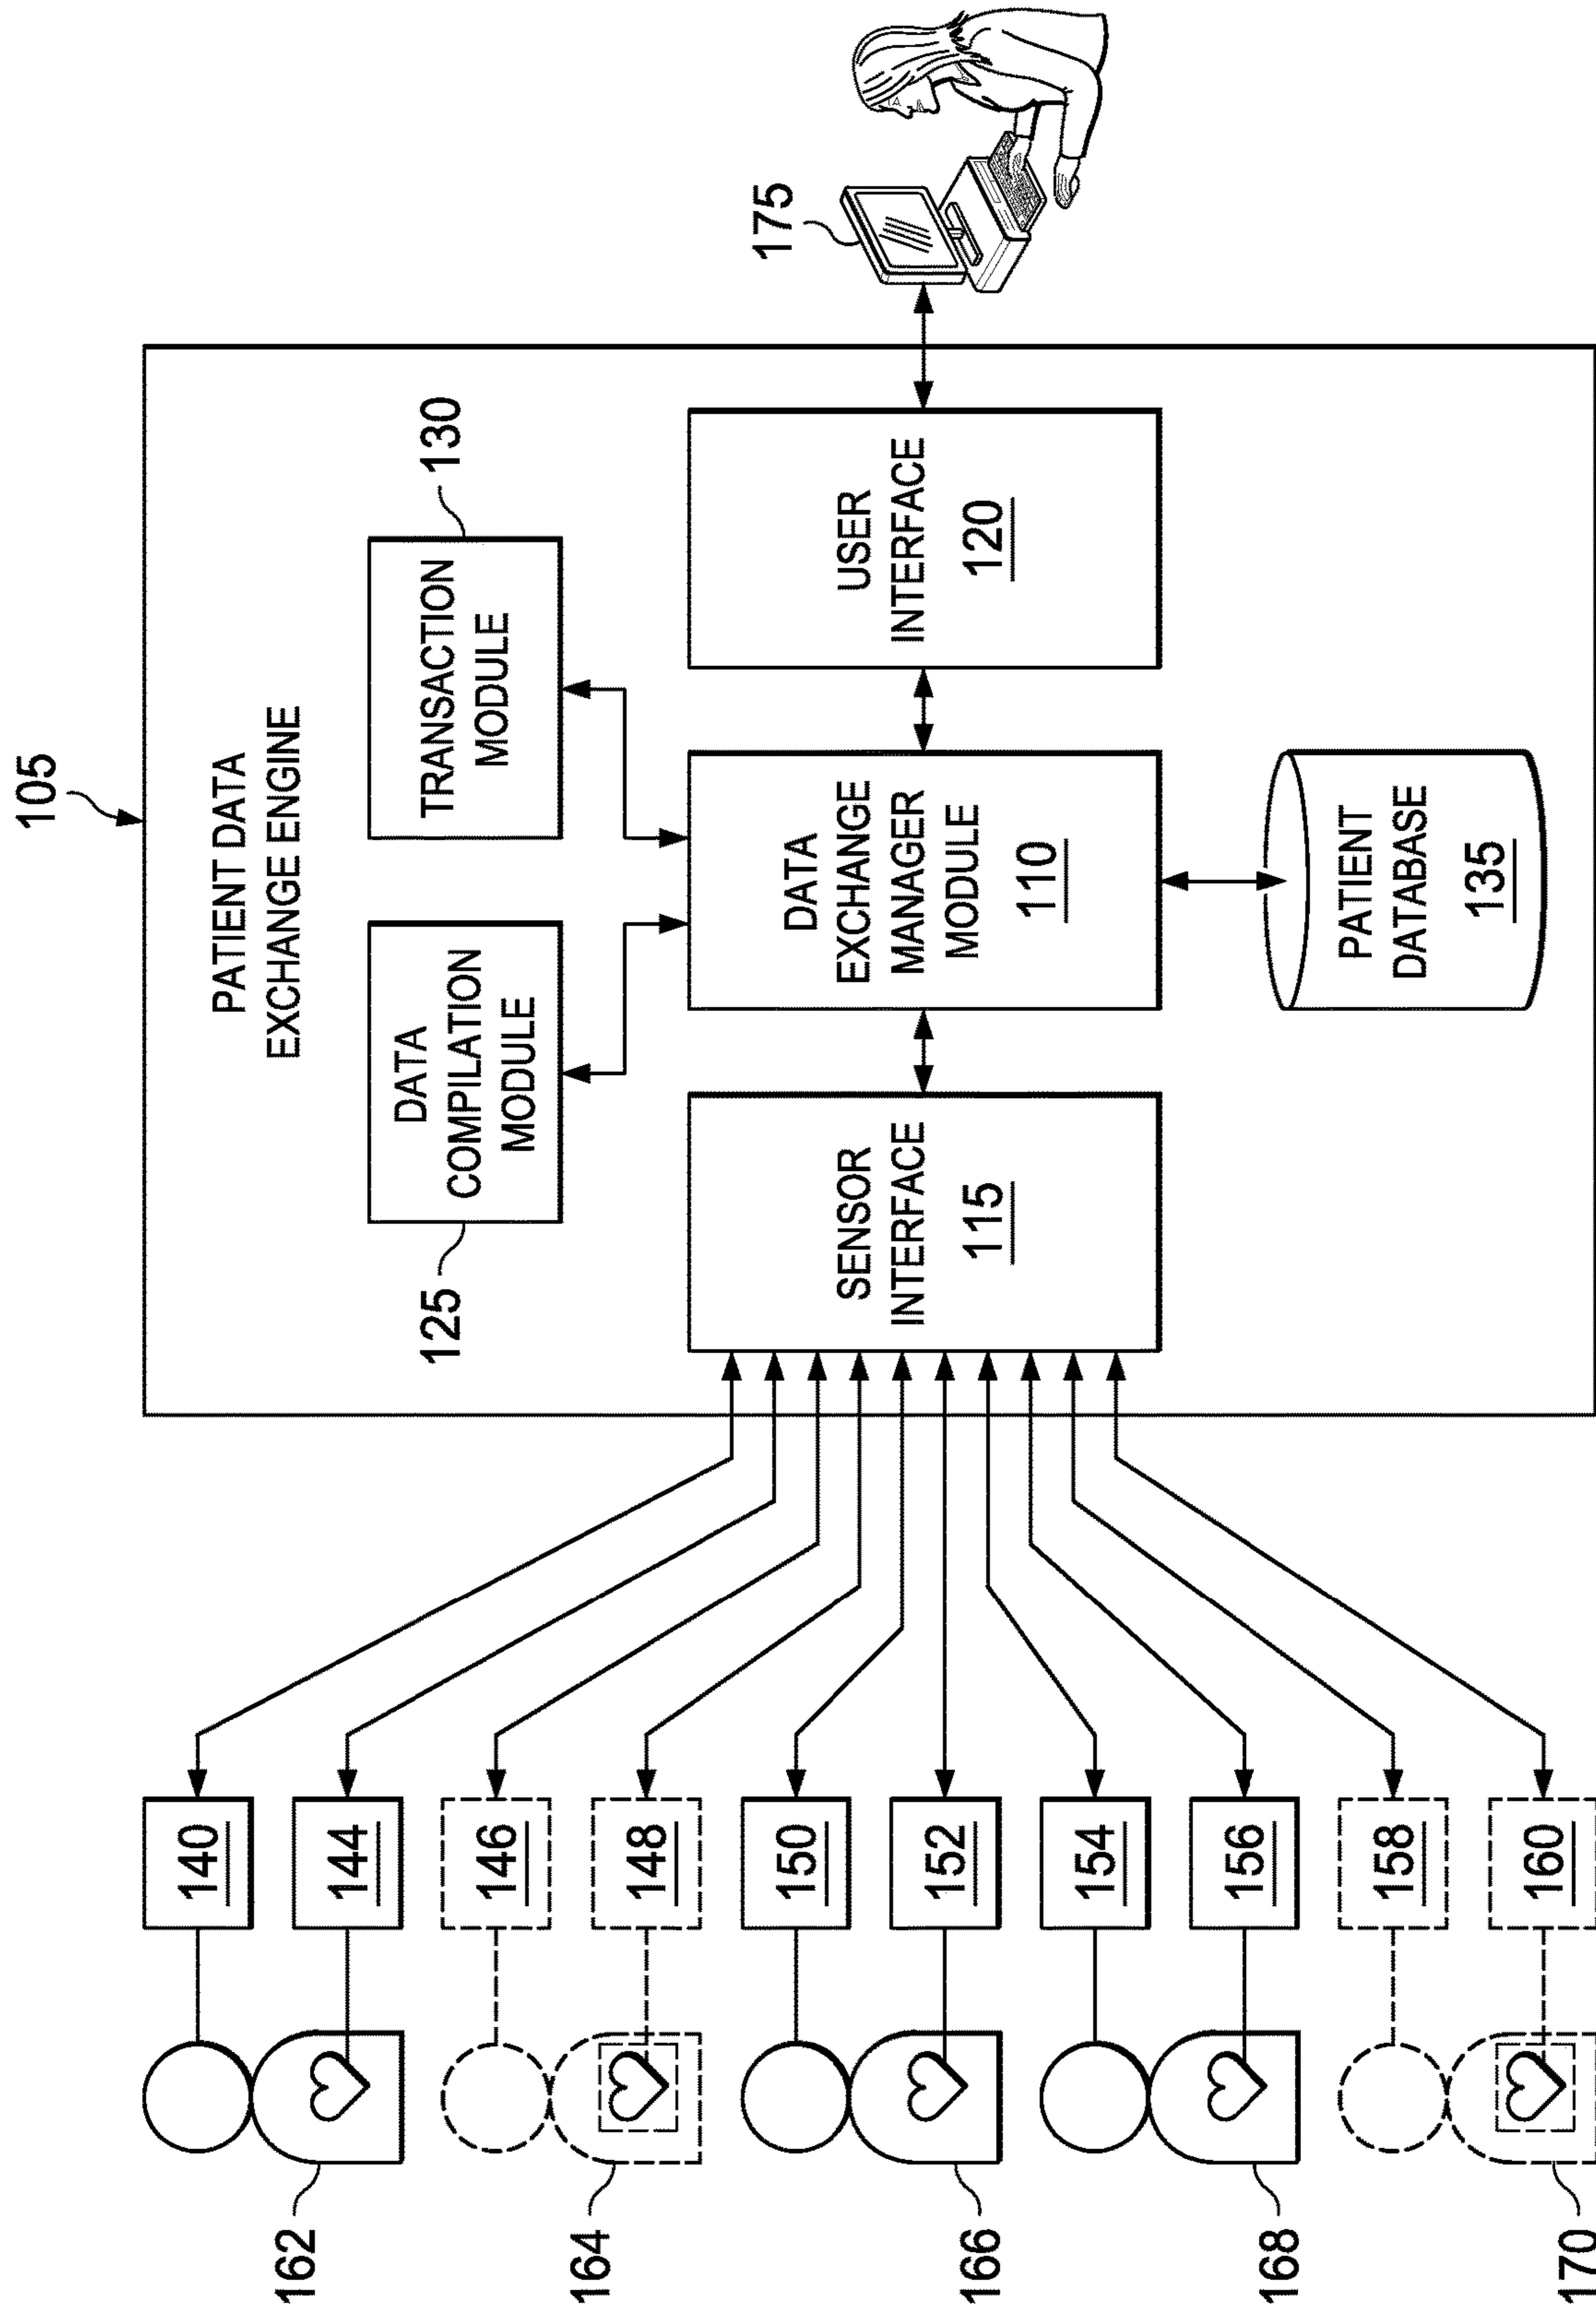 105
PATIENT DATA
EXCHANGE ENGINE
125
DATA
COMPILATION
MODULE
TRANSACTION
MODULE
130
SENSOR
INTERFACE
115
DATA
EXCHANGE
MANAGER
MODULE
110
USER
INTERFACE
120
175
PATIENT
DATABASE
135
162
140
144
164
146
148
166
150
152
168
154
156
170
158
160